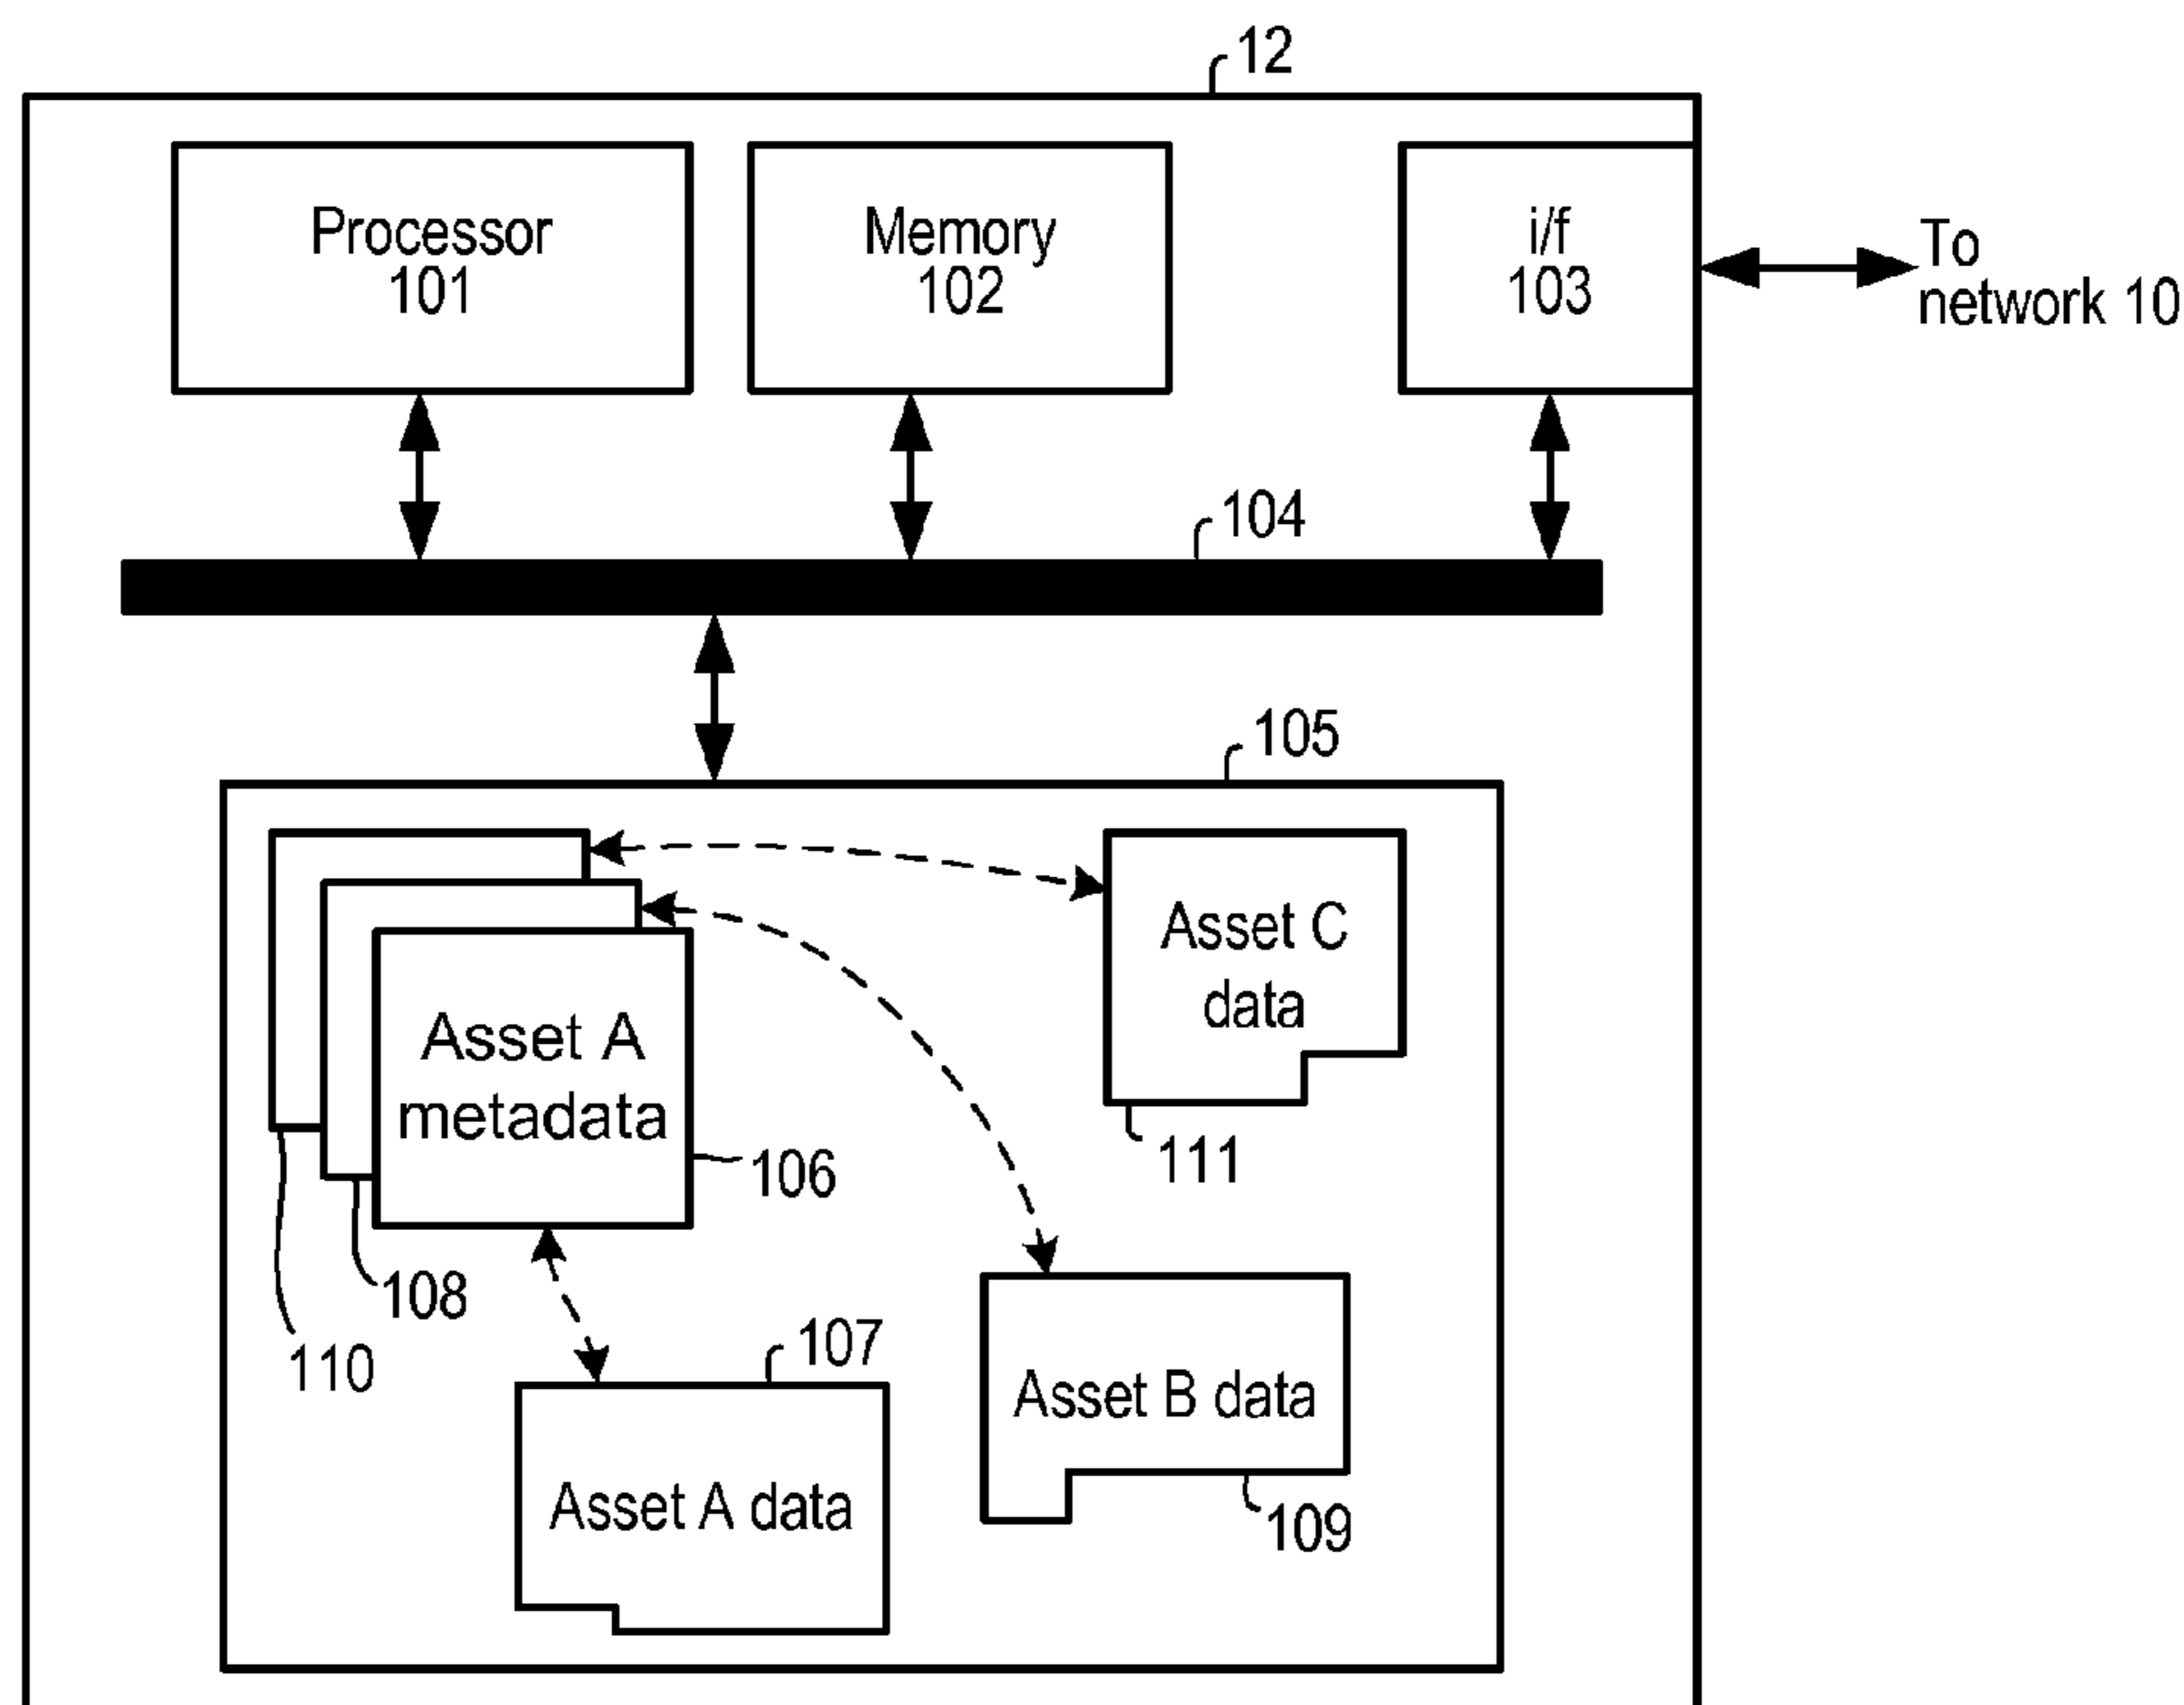 12
Processor
101
Memory
102
i/f
103
To
network 10
104
105
Asset C
data
111
Asset A
metadata
106
108
110
107
Asset A data
Asset B data
109